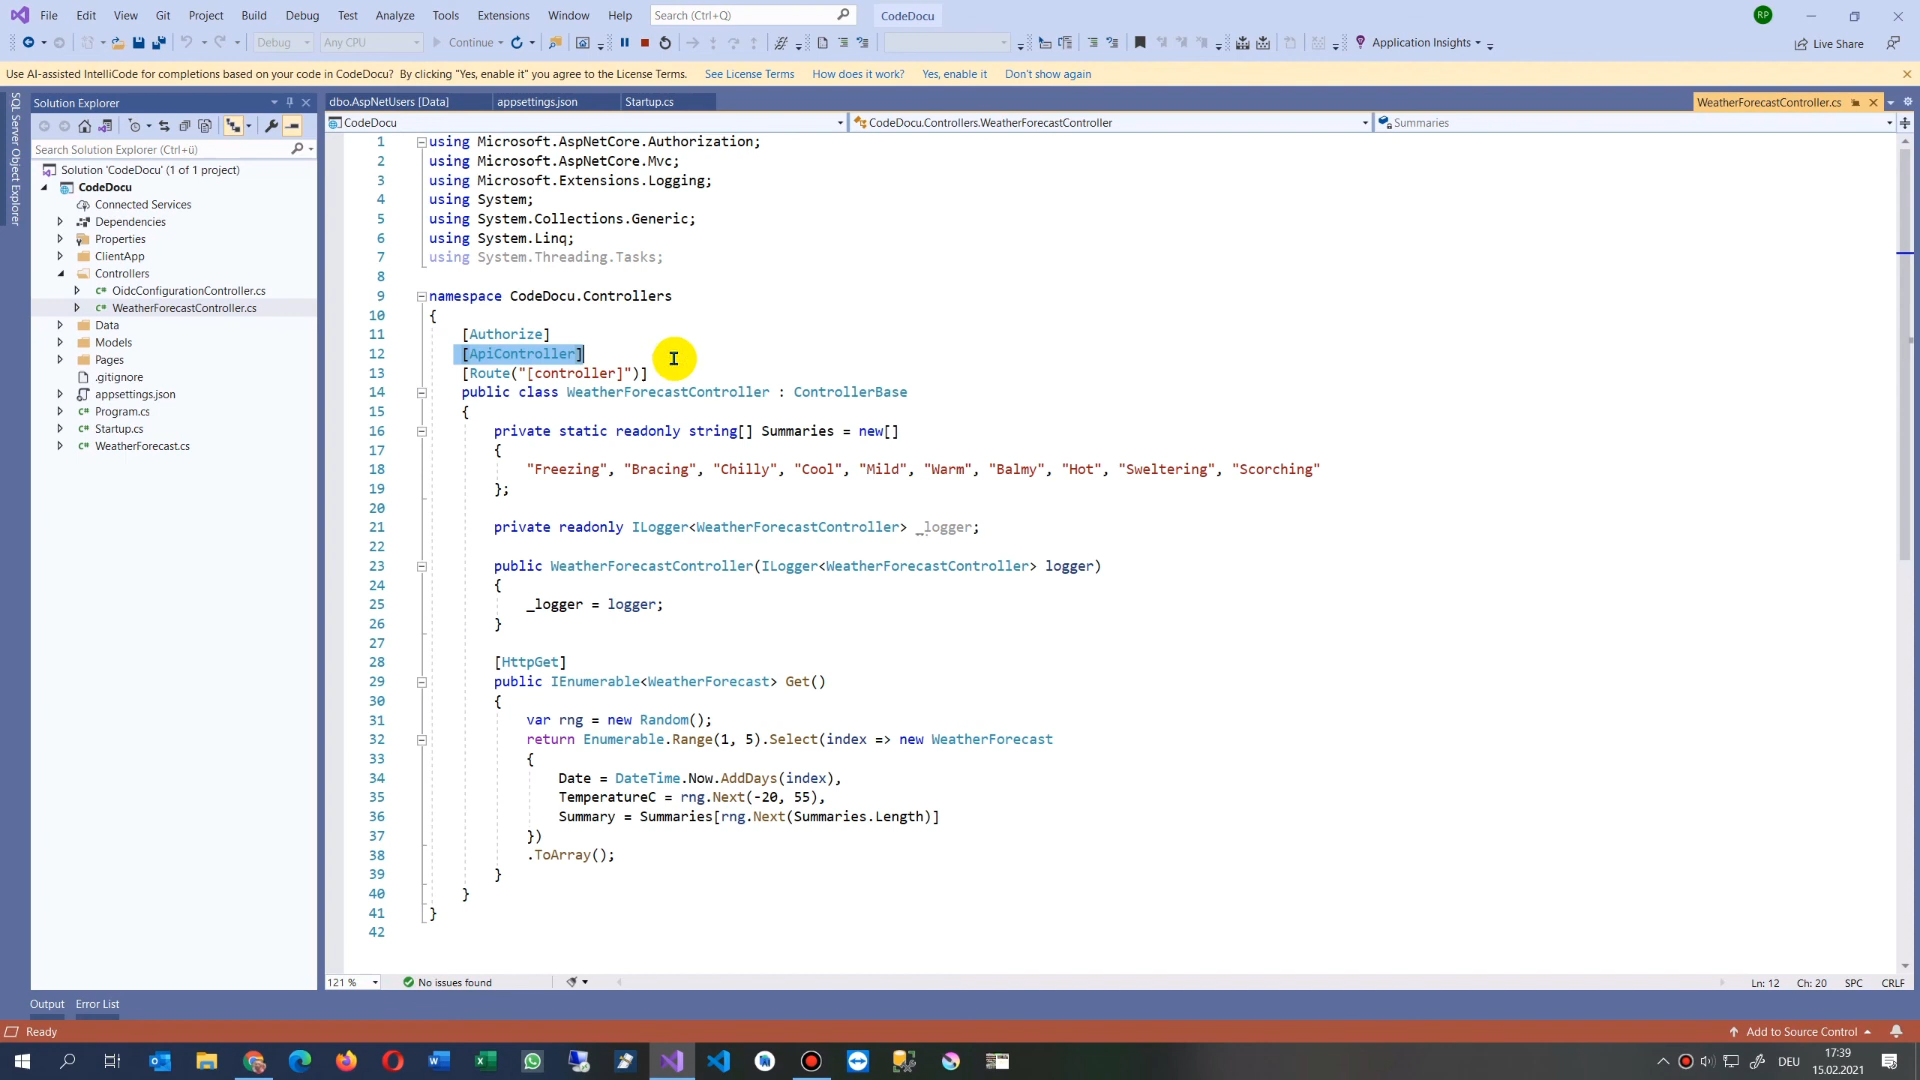 File Edit View Git Project Build Debug Test Analyze Tools Extensions Window Help Search (Ctrl+Q) CodeDocu RP
Debug Any CPU Continue Application Insights Live Share
Use AI-assisted IntelliCode for completions based on your code in CodeDocu? By clicking "Yes, enable it" you agree to the License Terms. See License Terms How does it work? Yes, enable it Don't show again
SQL Server Object Explorer
Solution Explorer
Search Solution Explorer (Ctrl+ü)
Solution 'CodeDocu' (1 of 1 project)
CodeDocu
Connected Services
Dependencies
Properties
ClientApp
Controllers
OidcConfigurationController.cs
WeatherForecastController.cs
Data
Models
Pages
.gitignore
appsettings.json
Program.cs
Startup.cs
WeatherForecast.cs
dbo.AspNetUsers [Data] appsettings.json Startup.cs WeatherForecastController.cs
CodeDocu CodeDocu.Controllers.WeatherForecastController Summaries
1 using Microsoft.AspNetCore.Authorization;
2 using Microsoft.AspNetCore.Mvc;
3 using Microsoft.Extensions.Logging;
4 using System;
5 using System.Collections.Generic;
6 using System.Linq;
7 using System.Threading.Tasks;
8
9 namespace CodeDocu.Controllers
10 {
11 [Authorize]
12 [ApiController]
13 [Route("[controller]")]
14 public class WeatherForecastController : ControllerBase
15 {
16 private static readonly string[] Summaries = new[]
17 {
18 "Freezing", "Bracing", "Chilly", "Cool", "Mild", "Warm", "Balmy", "Hot", "Sweltering", "Scorching"
19 };
20
21 private readonly ILogger<WeatherForecastController> _logger;
22
23 public WeatherForecastController(ILogger<WeatherForecastController> logger)
24 {
25 _logger = logger;
26 }
27
28 [HttpGet]
29 public IEnumerable<WeatherForecast> Get()
30 {
31 var rng = new Random();
32 return Enumerable.Range(1, 5).Select(index => new WeatherForecast
33 {
34 Date = DateTime.Now.AddDays(index),
35 TemperatureC = rng.Next(-20, 55),
36 Summary = Summaries[rng.Next(Summaries.Length)]
37 })
38 .ToArray();
39 }
40 }
41 }
42
121 % No issues found Ln: 12 Ch: 20 SPC CRLF
Output Error List
Ready Add to Source Control
DEU 17:39
15.02.2021